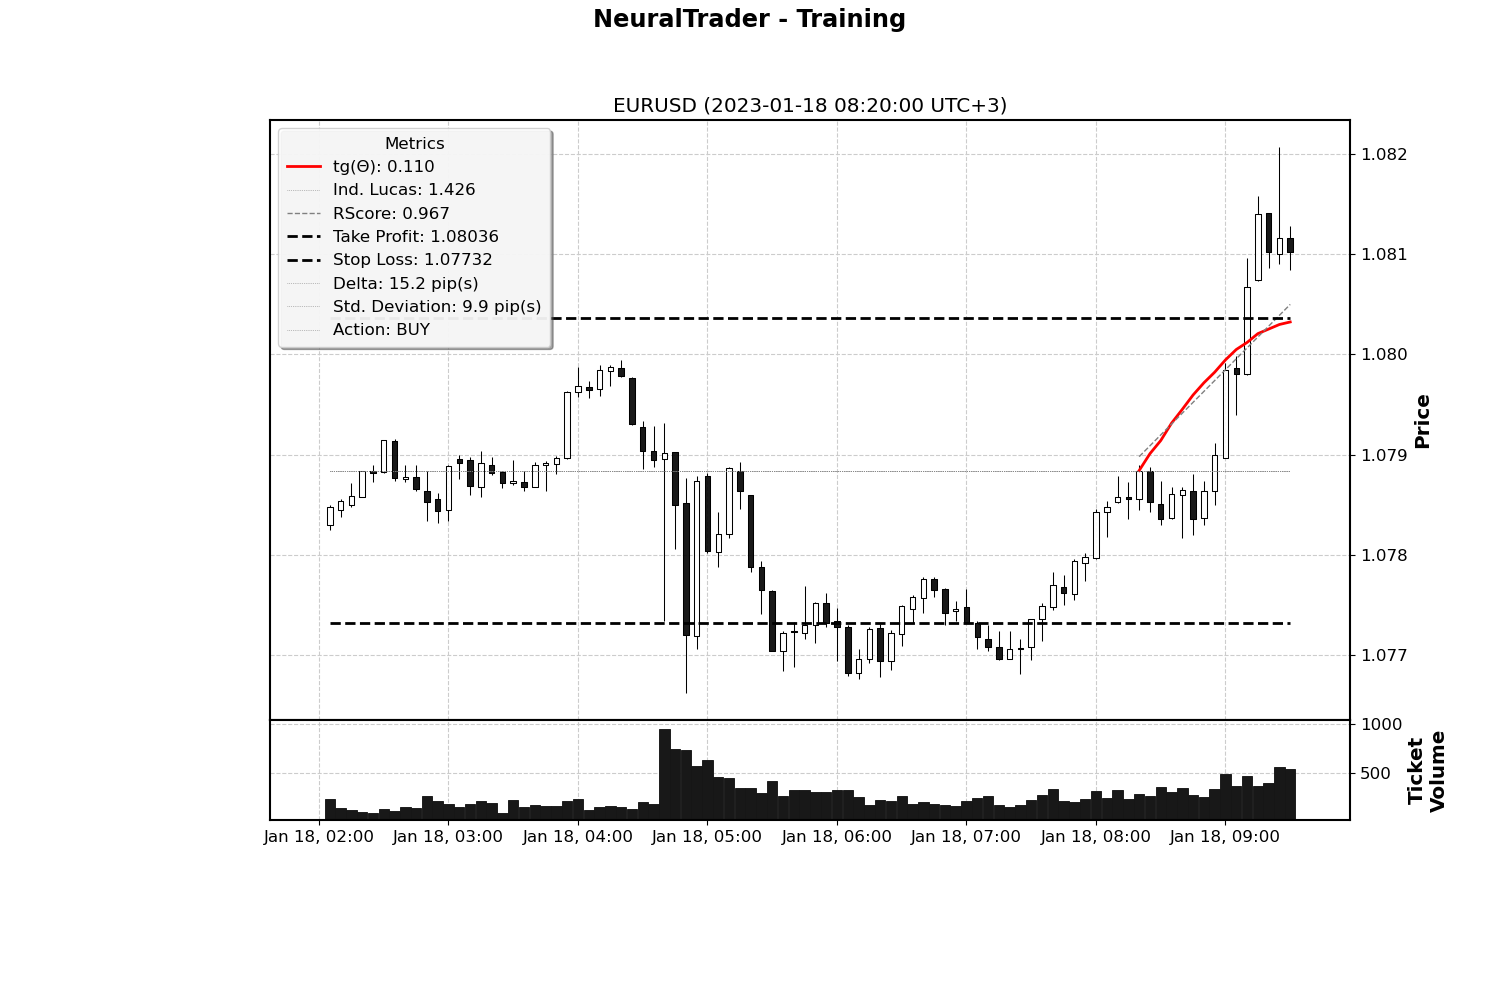 NeuralTrader - Training
EURUSD (2023-01-18 08:20:00 UTC+3)
Metrics
tg(Θ): 0.110
Ind. Lucas: 1.426
RScore: 0.967
Take Profit: 1.08036
Stop Loss: 1.07732
Delta: 15.2 pip(s)
Std. Deviation: 9.9 pip(s)
Action: BUY
1.082
1.081
1.080
1.079
1.078
1.077
Price
1000
500
Ticket
Volume
Jan 18, 02:00
Jan 18, 03:00
Jan 18, 04:00
Jan 18, 05:00
Jan 18, 06:00
Jan 18, 07:00
Jan 18, 08:00
Jan 18, 09:00